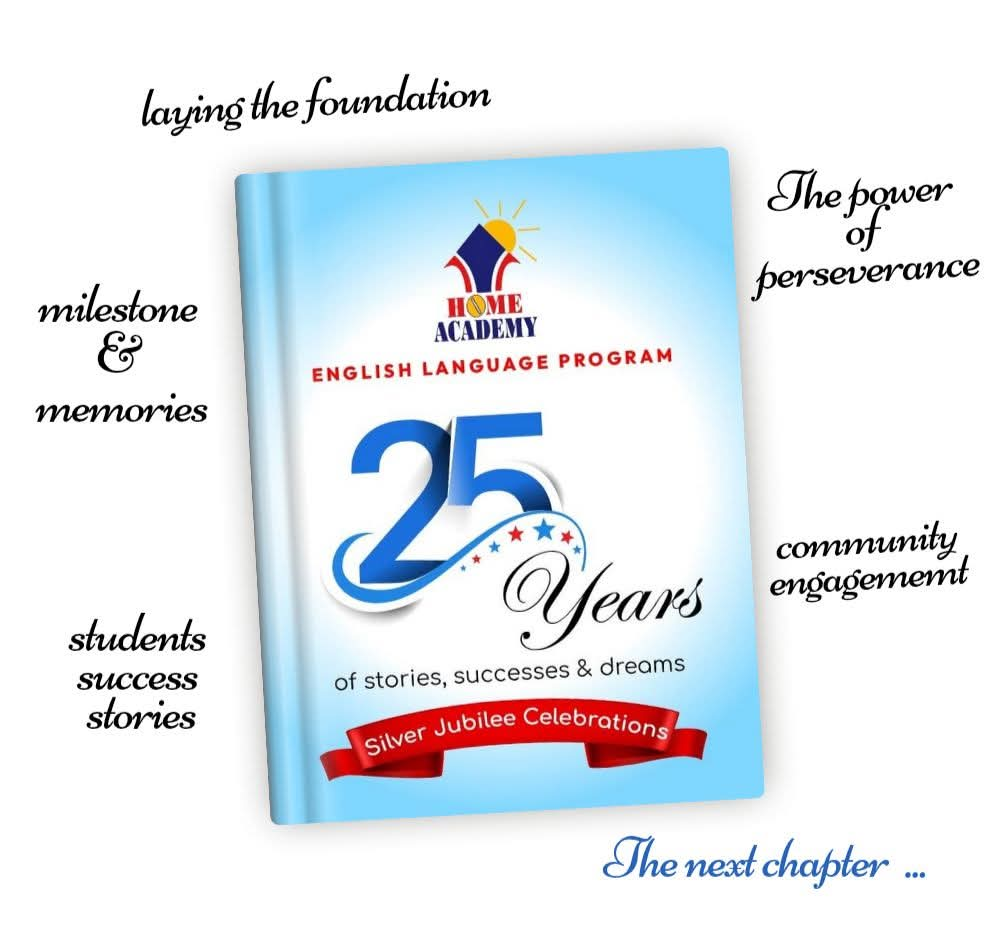 laying the foundation
The power
of
perseverance
milestone
&
memories
HOME
ACADEMY
ENGLISH LANGUAGE PROGRAM
25
Years
of stories, successes & dreams
Silver Jubilee Celebrations
community
engagememt
students
success
stories
The next chapter ...